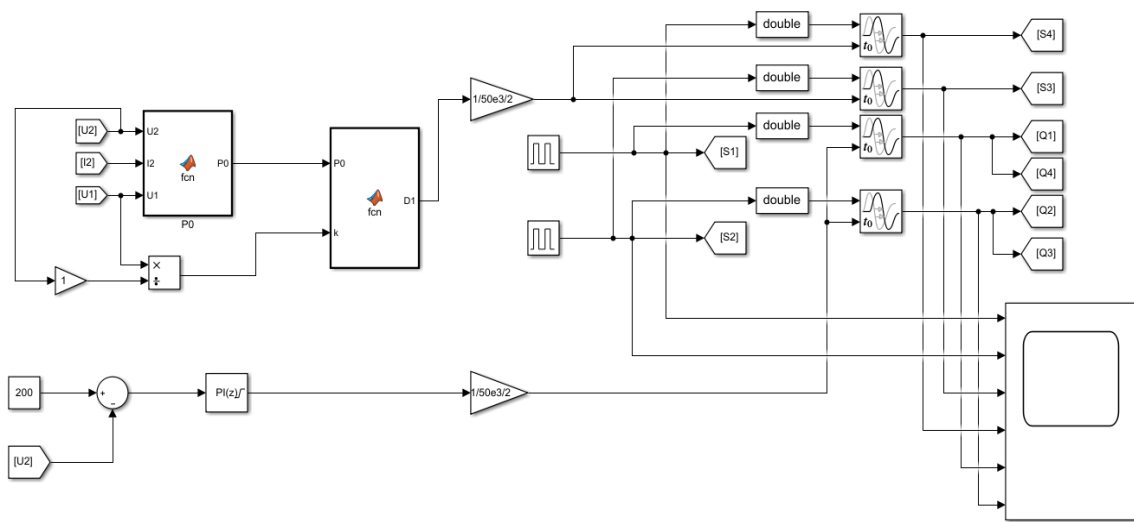 double
[S4]
t₀
double
[S3]
t₀
1/50e3/2
[U2]
U2
[I2]
I2
P0
fcn
[U1]
U1
P0
P0
D1
fcn
k
double
[Q1]
t₀
[S1]
[Q4]
double
[Q2]
t₀
[S2]
[Q3]
×
÷
1
200
+
−
PI(z)
1/50e3/2
[U2]